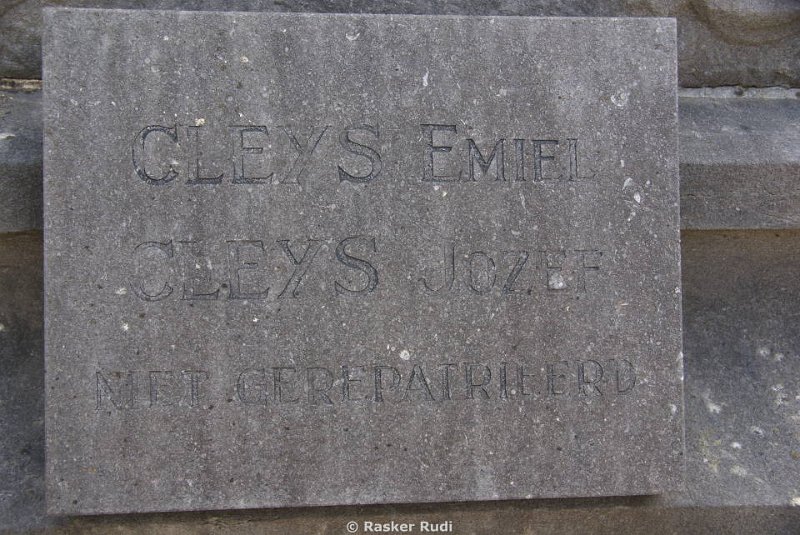 CLEYS EMIEL
CLEYS JOZEF
NIET GEREPATRIEERD
© Rasker Rudi